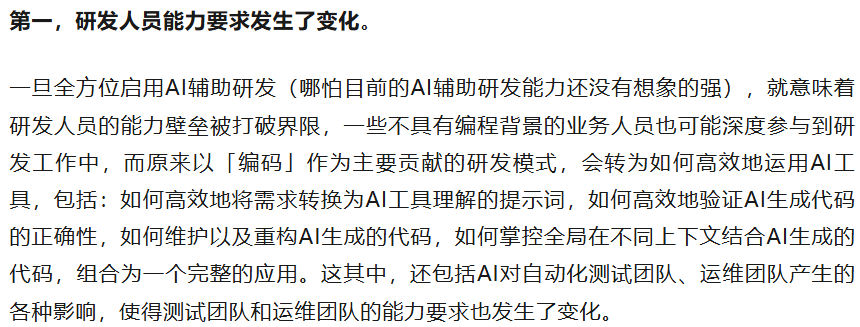 第一，研发人员能力要求发生了变化。
一旦全方位启用AI辅助研发（哪怕目前的AI辅助研发能力还没有想象的强），就意味着
研发人员的能力壁垒被打破界限，一些不具有编程背景的业务人员也可能深度参与到研
发工作中，而原来以「编码」作为主要贡献的研发模式，会转为如何高效地运用AI工
具，包括：如何高效地将需求转换为AI工具理解的提示词，如何高效地验证AI生成代码
的正确性，如何维护以及重构AI生成的代码，如何掌控全局在不同上下文结合AI生成的
代码，组合为一个完整的应用。这其中，还包括AI对自动化测试团队、运维团队产生的
各种影响，使得测试团队和运维团队的能力要求也发生了变化。